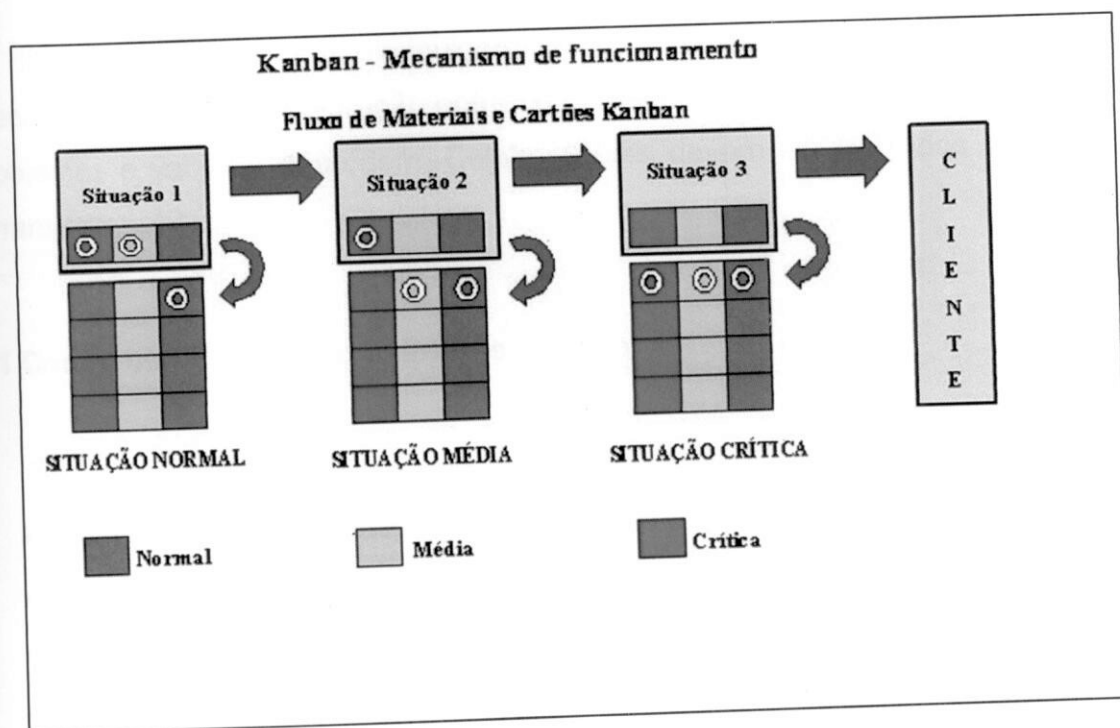 Kanban - Mecanismo de funcionamento
Fluxo de Materiais e Cartões Kanban
Situação 1
Situação 2
Situação 3
CLIENTE
SITUAÇÃO NORMAL
SITUAÇÃO MÉDIA
SITUAÇÃO CRÍTICA
Normal
Média
Crítica